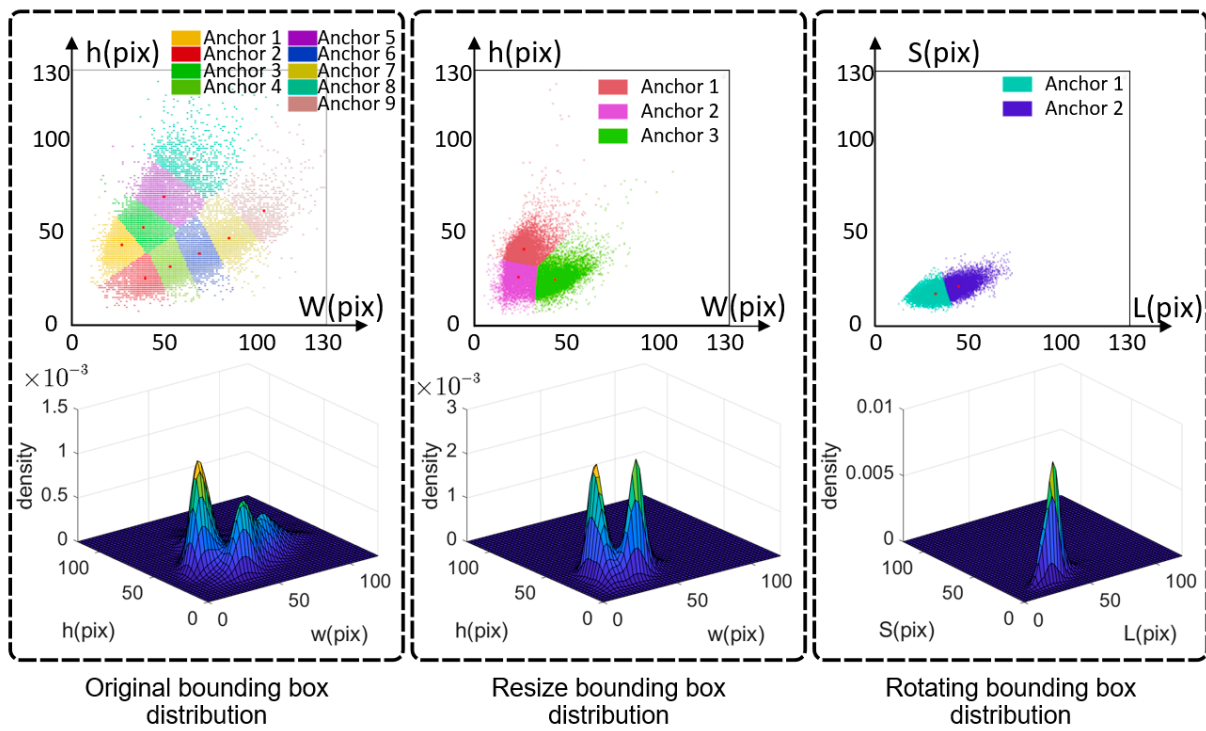 h(pix)
Anchor 1
Anchor 2
Anchor 3
Anchor 4
Anchor 5
Anchor 6
Anchor 7
Anchor 8
Anchor 9
130
100
50
0
W(pix)
0 50 100 130
×10⁻³
1.5
1
0.5
0
density
100
50
0
h(pix)
0
50
100
w(pix)
Original bounding box
distribution
h(pix)
Anchor 1
Anchor 2
Anchor 3
130
100
50
0
W(pix)
0 50 100 130
×10⁻³
3
2
1
0
density
100
50
0
h(pix)
0
50
100
w(pix)
Resize bounding box
distribution
S(pix)
Anchor 1
Anchor 2
130
100
50
0
L(pix)
0 50 100 130
0.01
0.005
0
density
100
50
0
S(pix)
0
50
100
L(pix)
Rotating bounding box
distribution